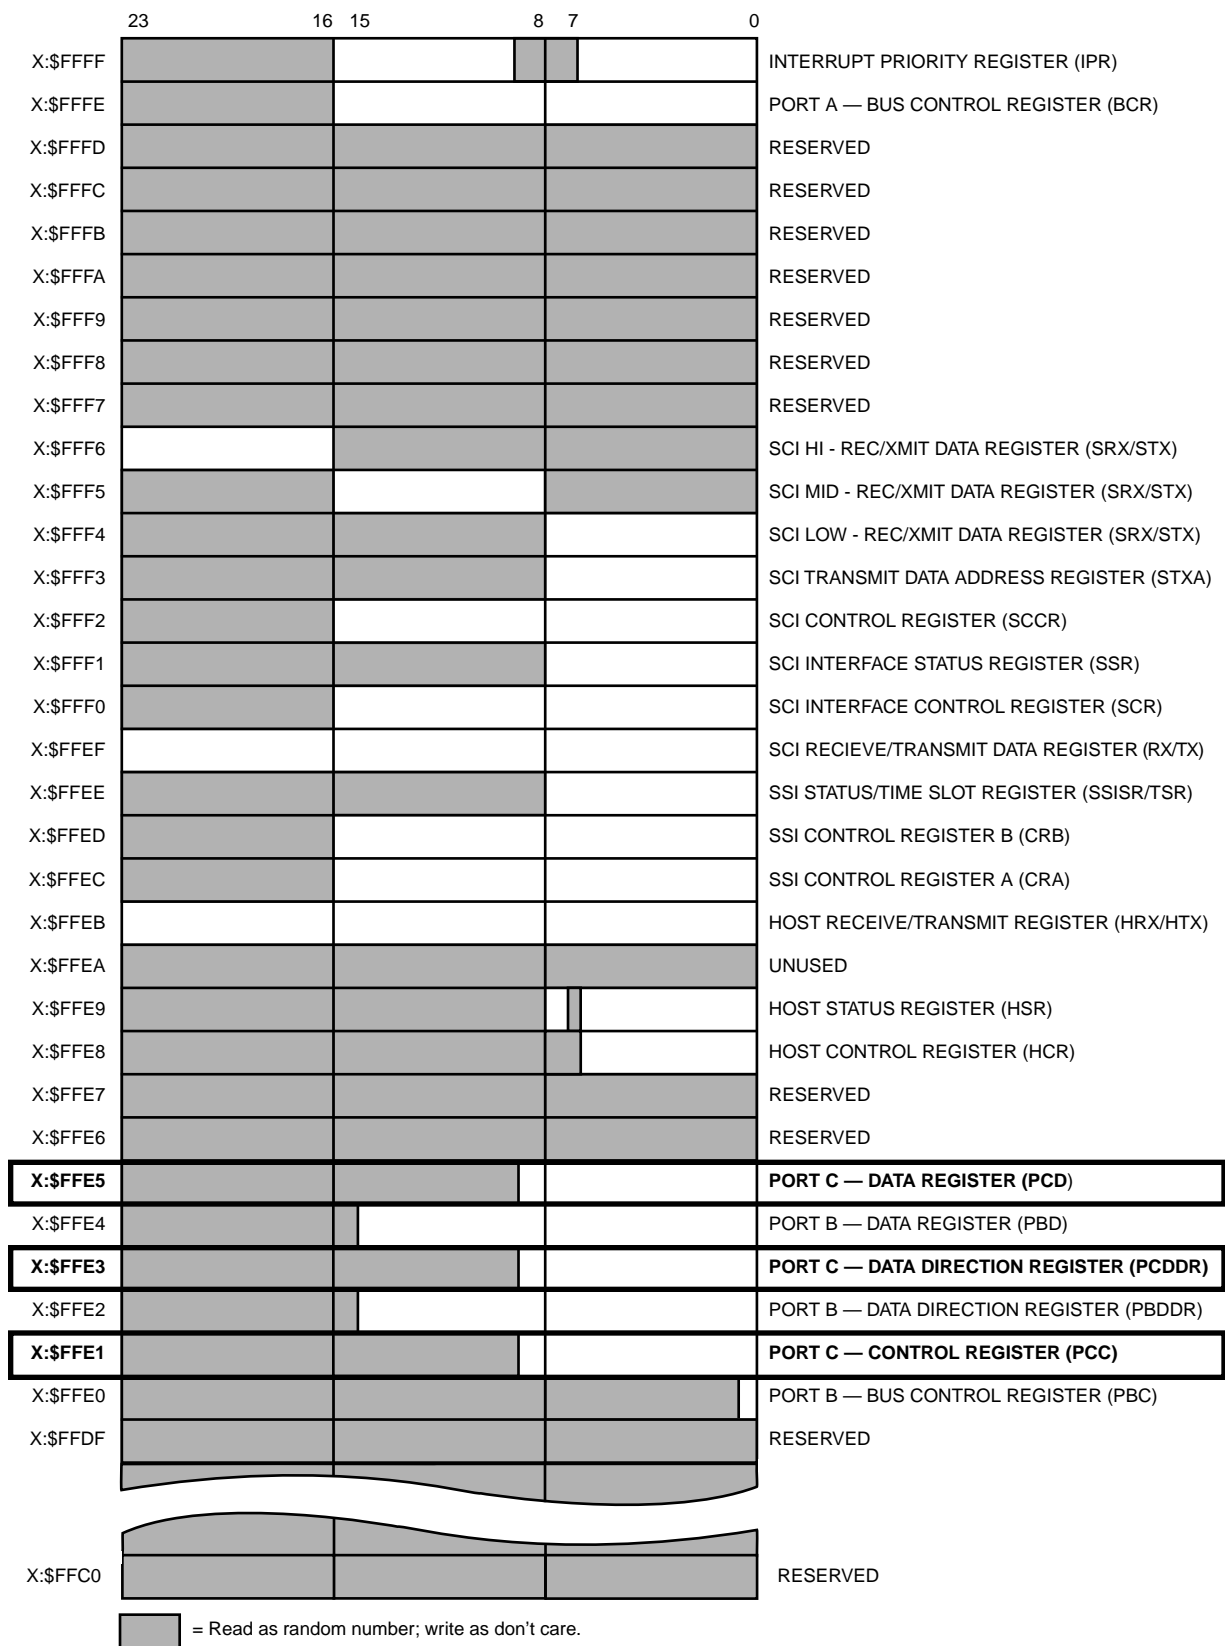 23 16 15 8 7 0
X:$FFFF INTERRUPT PRIORITY REGISTER (IPR)
X:$FFFE PORT A — BUS CONTROL REGISTER (BCR)
X:$FFFD RESERVED
X:$FFFC RESERVED
X:$FFFB RESERVED
X:$FFFA RESERVED
X:$FFF9 RESERVED
X:$FFF8 RESERVED
X:$FFF7 RESERVED
X:$FFF6 SCI HI - REC/XMIT DATA REGISTER (SRX/STX)
X:$FFF5 SCI MID - REC/XMIT DATA REGISTER (SRX/STX)
X:$FFF4 SCI LOW - REC/XMIT DATA REGISTER (SRX/STX)
X:$FFF3 SCI TRANSMIT DATA ADDRESS REGISTER (STXA)
X:$FFF2 SCI CONTROL REGISTER (SCCR)
X:$FFF1 SCI INTERFACE STATUS REGISTER (SSR)
X:$FFF0 SCI INTERFACE CONTROL REGISTER (SCR)
X:$FFEF SCI RECIEVE/TRANSMIT DATA REGISTER (RX/TX)
X:$FFEE SSI STATUS/TIME SLOT REGISTER (SSISR/TSR)
X:$FFED SSI CONTROL REGISTER B (CRB)
X:$FFEC SSI CONTROL REGISTER A (CRA)
X:$FFEB HOST RECEIVE/TRANSMIT REGISTER (HRX/HTX)
X:$FFEA UNUSED
X:$FFE9 HOST STATUS REGISTER (HSR)
X:$FFE8 HOST CONTROL REGISTER (HCR)
X:$FFE7 RESERVED
X:$FFE6 RESERVED
X:$FFE5 PORT C — DATA REGISTER (PCD)
X:$FFE4 PORT B — DATA REGISTER (PBD)
X:$FFE3 PORT C — DATA DIRECTION REGISTER (PCDDR)
X:$FFE2 PORT B — DATA DIRECTION REGISTER (PBDDR)
X:$FFE1 PORT C — CONTROL REGISTER (PCC)
X:$FFE0 PORT B — BUS CONTROL REGISTER (PBC)
X:$FFDF RESERVED
X:$FFC0 RESERVED
= Read as random number; write as don’t care.